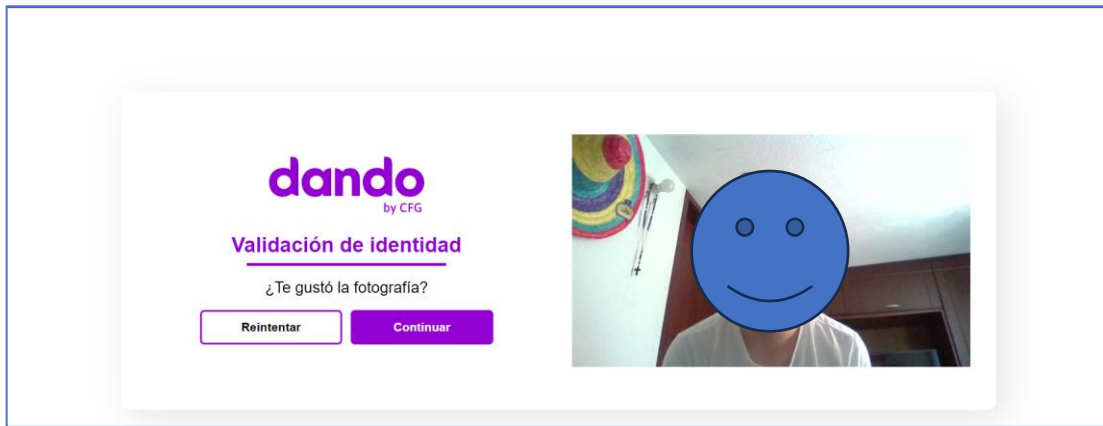 dando
by CFG
Validación de identidad
¿Te gustó la fotografía?
Reintentar
Continuar